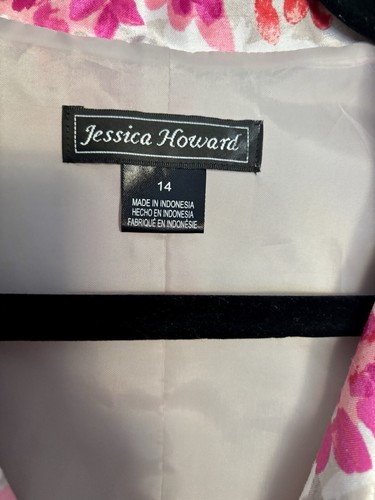 Jessica Howard
14
MADE IN INDONESIA
HECHO EN INDONESIA
FABRIQUÉ EN INDONÉSIE